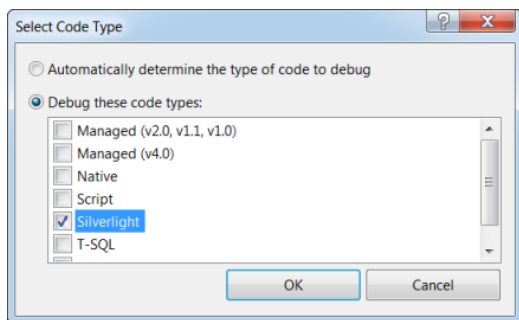 Select Code Type
Automatically determine the type of code to debug
Debug these code types:
Managed (v2.0, v1.1, v1.0)
Managed (v4.0)
Native
Script
Silverlight
T-SQL
OK Cancel